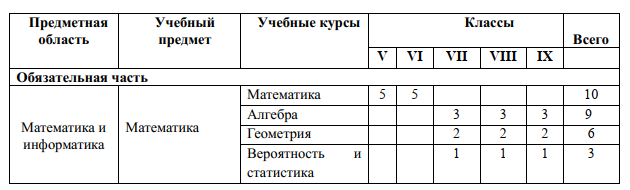 Предметная область Учебный предмет Учебные курсы Классы Всего
V VI VII VIII IX
Обязательная часть
Математика и информатика Математика Математика 5 5 10
Алгебра 3 3 3 9
Геометрия 2 2 2 6
Вероятность и статистика 1 1 1 3